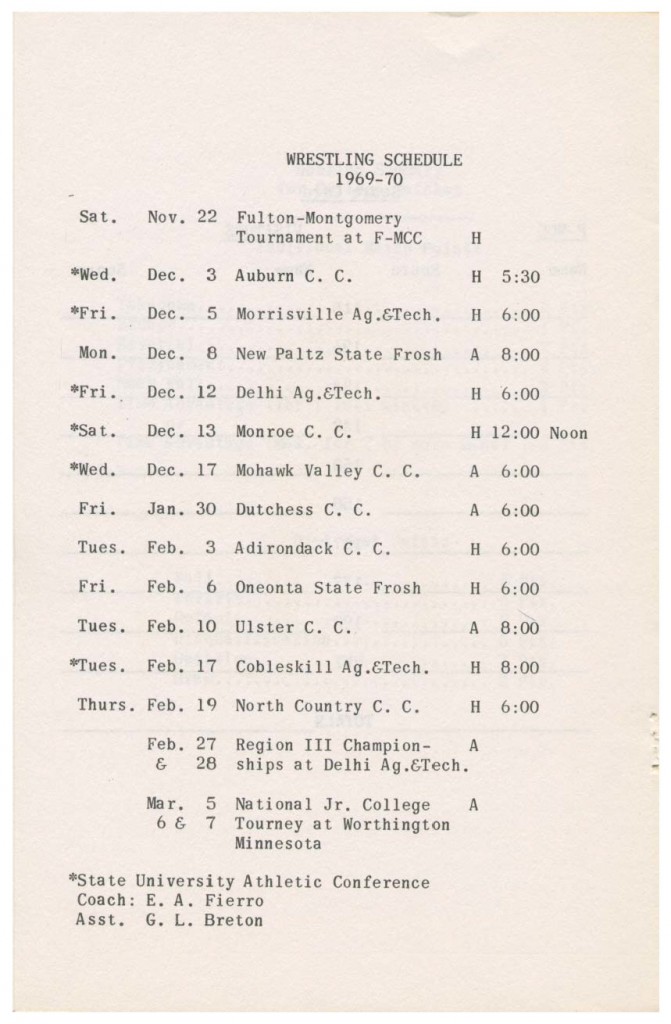 WRESTLING SCHEDULE
1969-70
Sat. Nov. 22 Fulton-Montgomery
Tournament at F-MCC H
*Wed. Dec. 3 Auburn C. C. H 5:30
*Fri. Dec. 5 Morrisville Ag.&Tech. H 6:00
Mon. Dec. 8 New Paltz State Frosh A 8:00
*Fri. Dec. 12 Delhi Ag.&Tech. H 6:00
*Sat. Dec. 13 Monroe C. C. H 12:00 Noon
*Wed. Dec. 17 Mohawk Valley C. C. A 6:00
Fri. Jan. 30 Dutchess C. C. A 6:00
Tues. Feb. 3 Adirondack C. C. H 6:00
Fri. Feb. 6 Oneonta State Frosh H 6:00
Tues. Feb. 10 Ulster C. C. A 8:00
*Tues. Feb. 17 Cobleskill Ag.&Tech. H 8:00
Thurs. Feb. 19 North Country C. C. H 6:00
Feb. 27 Region III Champion- A
& 28 ships at Delhi Ag.&Tech.
Mar. 5 National Jr. College A
6 & 7 Tourney at Worthington
Minnesota
*State University Athletic Conference
Coach: E. A. Fierro
Asst. G. L. Breton